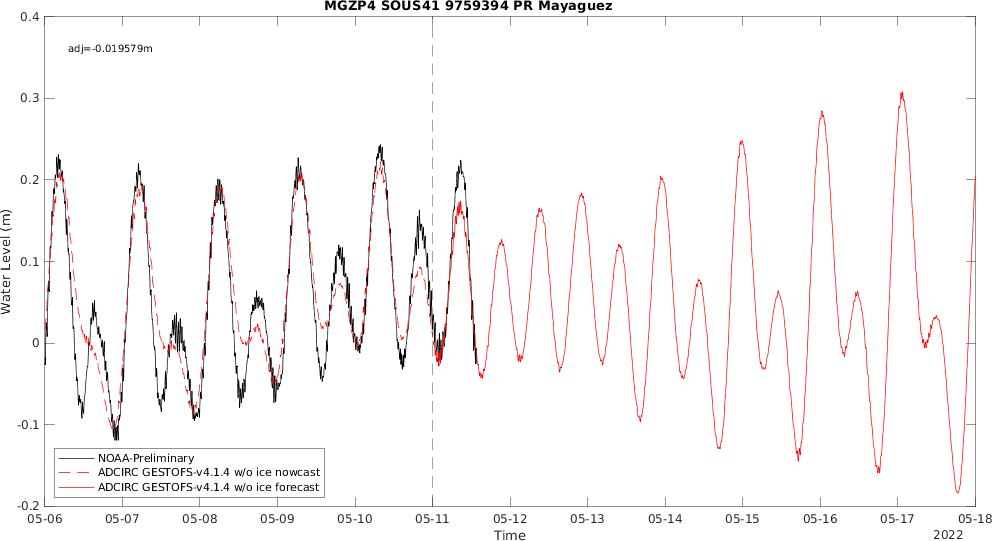 MGZP4 SOUS41 9759394 PR Mayaguez
0.4
adj=-0.019579m
0.3
0.2
0.1
0
-0.1
-0.2
Water Level (m)
NOAA-Preliminary
ADCIRC GESTOFS-v4.1.4 w/o ice nowcast
ADCIRC GESTOFS-v4.1.4 w/o ice forecast
05-06 05-07 05-08 05-09 05-10 05-11 05-12 05-13 05-14 05-15 05-16 05-17 05-18
Time
2022